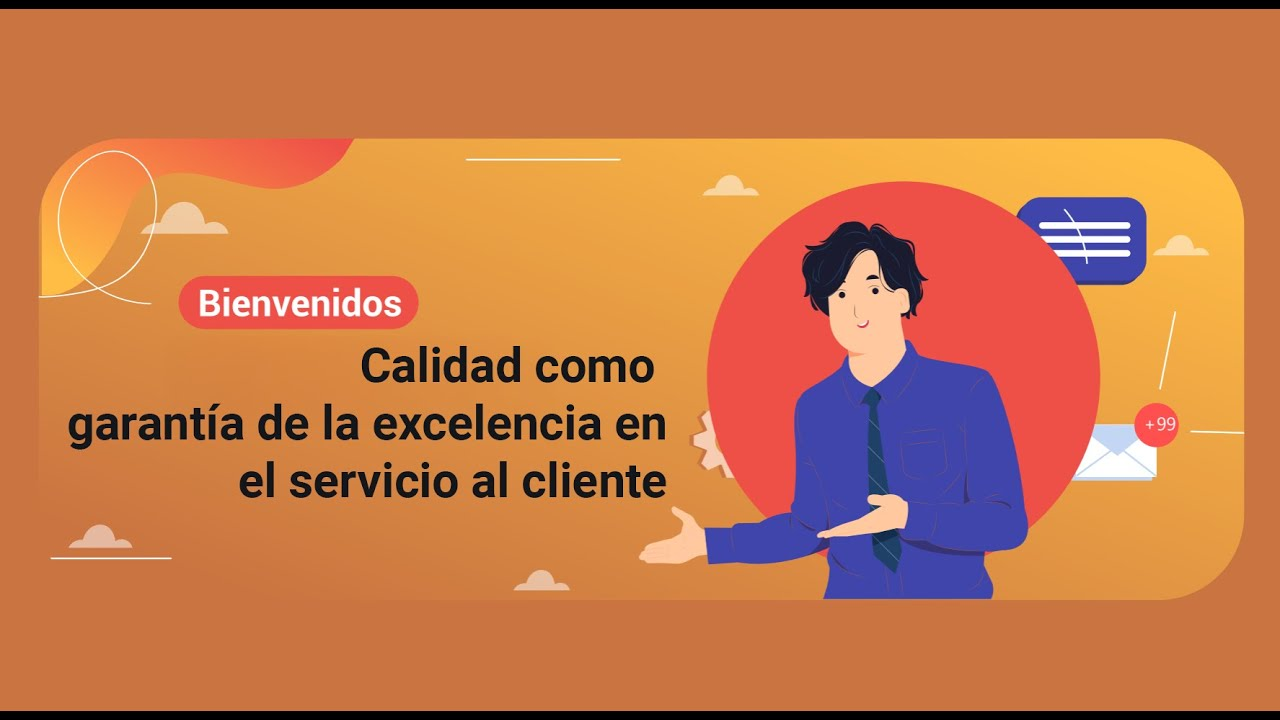 Bienvenidos
Calidad como
garantía de la excelencia en
el servicio al cliente
+99